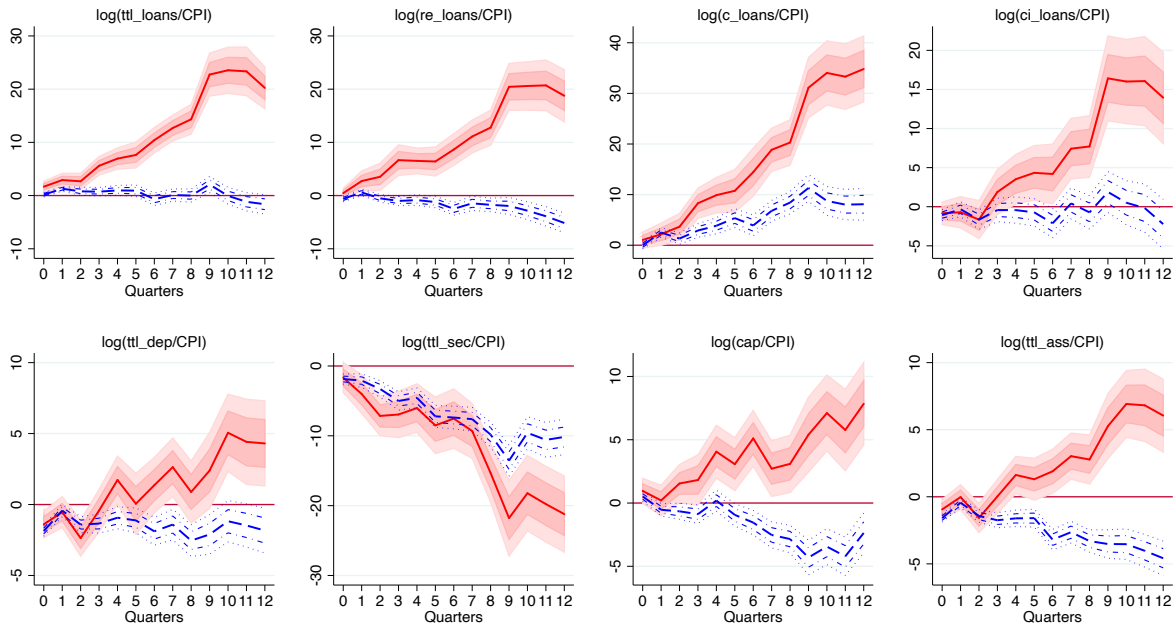 log(ttl_loans/CPI)
30
20
10
0
-10
0 1 2 3 4 5 6 7 8 9 10 11 12
Quarters
log(re_loans/CPI)
30
20
10
0
-10
0 1 2 3 4 5 6 7 8 9 10 11 12
Quarters
log(c_loans/CPI)
40
30
20
10
0
0 1 2 3 4 5 6 7 8 9 10 11 12
Quarters
log(ci_loans/CPI)
20
15
10
5
0
-5
0 1 2 3 4 5 6 7 8 9 10 11 12
Quarters
log(ttl_dep/CPI)
10
5
0
-5
0 1 2 3 4 5 6 7 8 9 10 11 12
Quarters
log(ttl_sec/CPI)
0
-10
-20
-30
0 1 2 3 4 5 6 7 8 9 10 11 12
Quarters
log(cap/CPI)
10
5
0
-5
0 1 2 3 4 5 6 7 8 9 10 11 12
Quarters
log(ttl_ass/CPI)
10
5
0
-5
0 1 2 3 4 5 6 7 8 9 10 11 12
Quarters